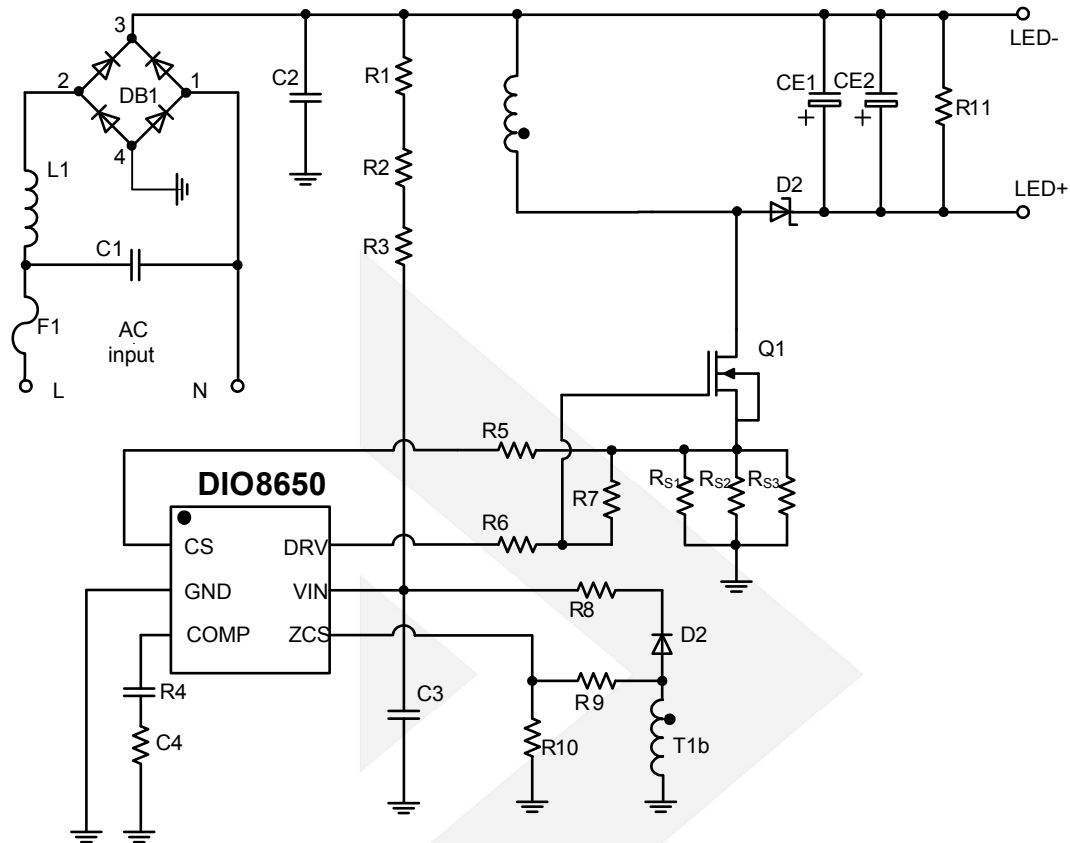 3
LED-
R1
C2
CE1
CE2
2
1
DB1
R11
4
R2
L1
D2
LED+
C1
R3
F1
AC
input
Q1
L
N
R5
DIO8650
RS1
RS2
RS3
R7
R6
CS
DRV
GND
VIN
R8
COMP
ZCS
D2
R4
C3
R9
C4
R10
T1b
+
+